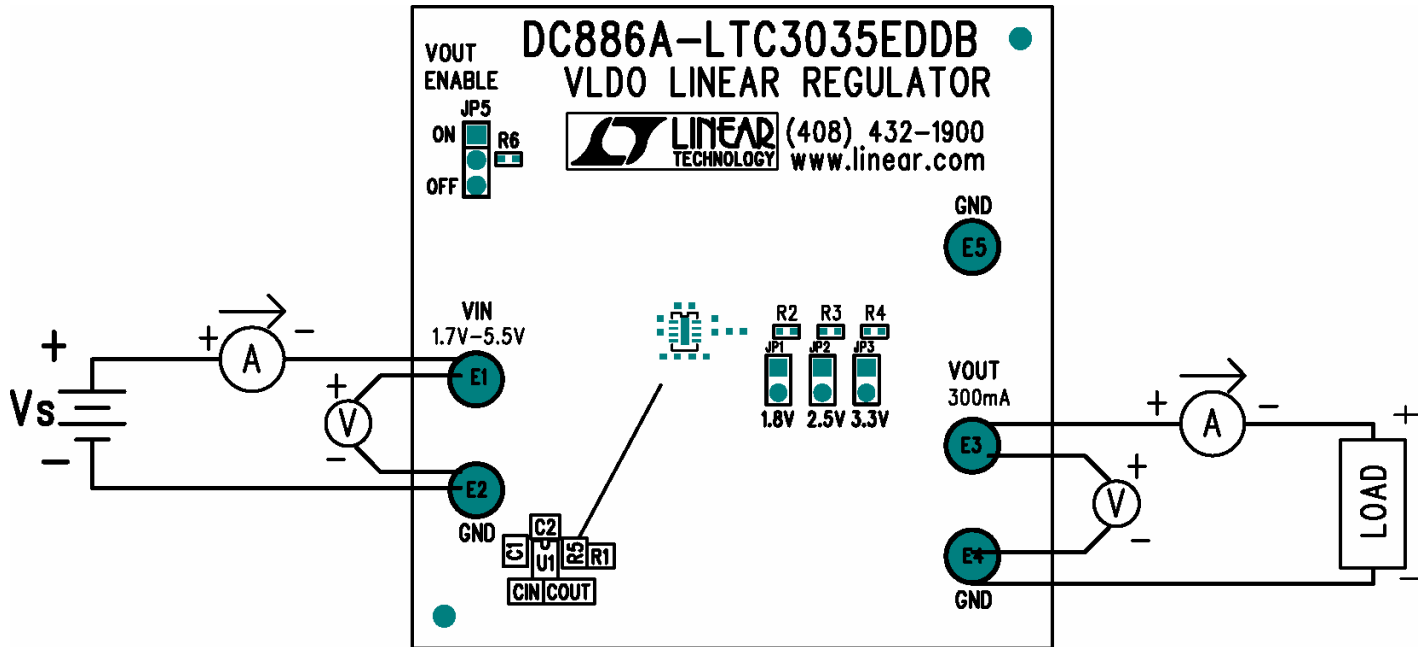 DC886A-LTC3035EDDB
VLDO LINEAR REGULATOR
LINEAR
TECHNOLOGY
(408) 432-1900
www.linear.com
VOUT
ENABLE
JP5
ON
R6
OFF
GND
E5
VIN
1.7V-5.5V
+ A -
E1
+
Vs
-
+
V
-
E2
GND
R2 R3 R4
JP1 JP2 JP3
1.8V 2.5V 3.3V
VOUT
300mA
E3
+ A -
+
V
-
+
LOAD
-
E4
GND
C2
C1 U1 R5 R1
CIN COUT